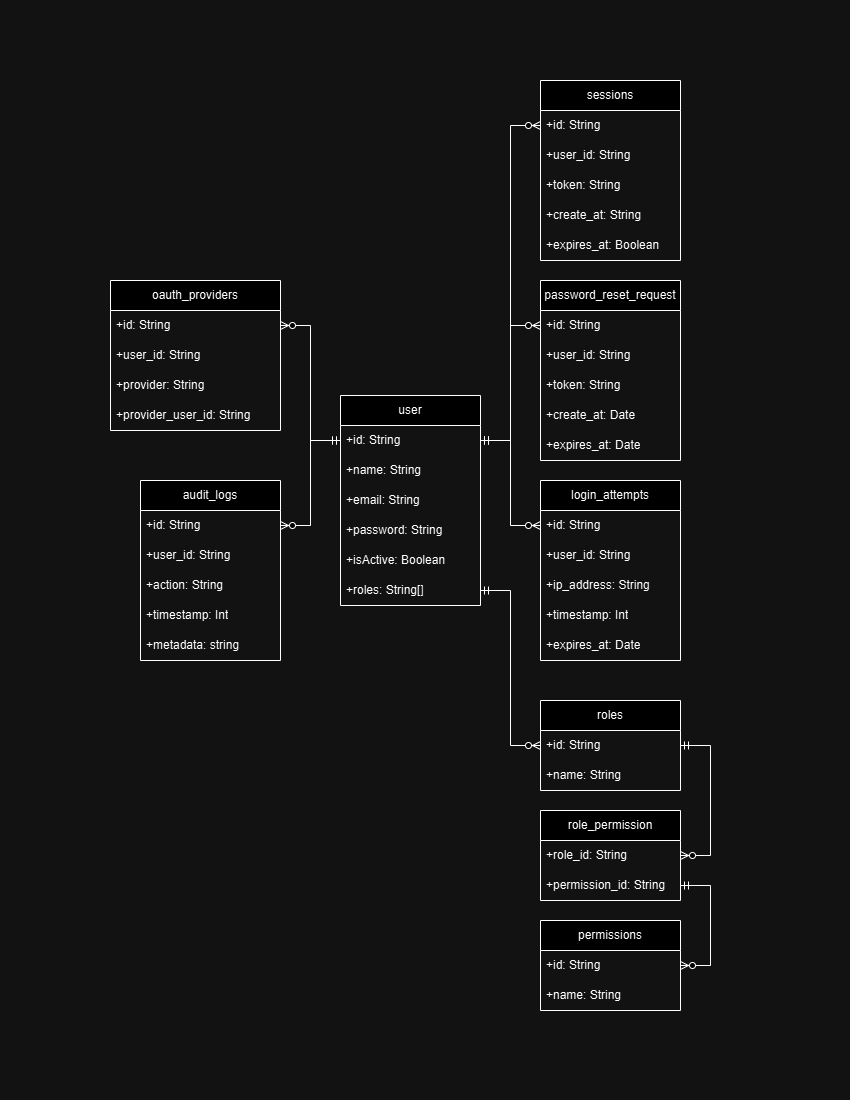 sessions
+id: String
+user_id: String
+token: String
+create_at: String
+expires_at: Boolean
oauth_providers
+id: String
+user_id: String
+provider: String
+provider_user_id: String
password_reset_request
+id: String
+user_id: String
+token: String
+create_at: Date
+expires_at: Date
user
+id: String
+name: String
+email: String
+password: String
+isActive: Boolean
+roles: String[]
audit_logs
+id: String
+user_id: String
+action: String
+timestamp: Int
+metadata: string
login_attempts
+id: String
+user_id: String
+ip_address: String
+timestamp: Int
+expires_at: Date
roles
+id: String
+name: String
role_permission
+role_id: String
+permission_id: String
permissions
+id: String
+name: String